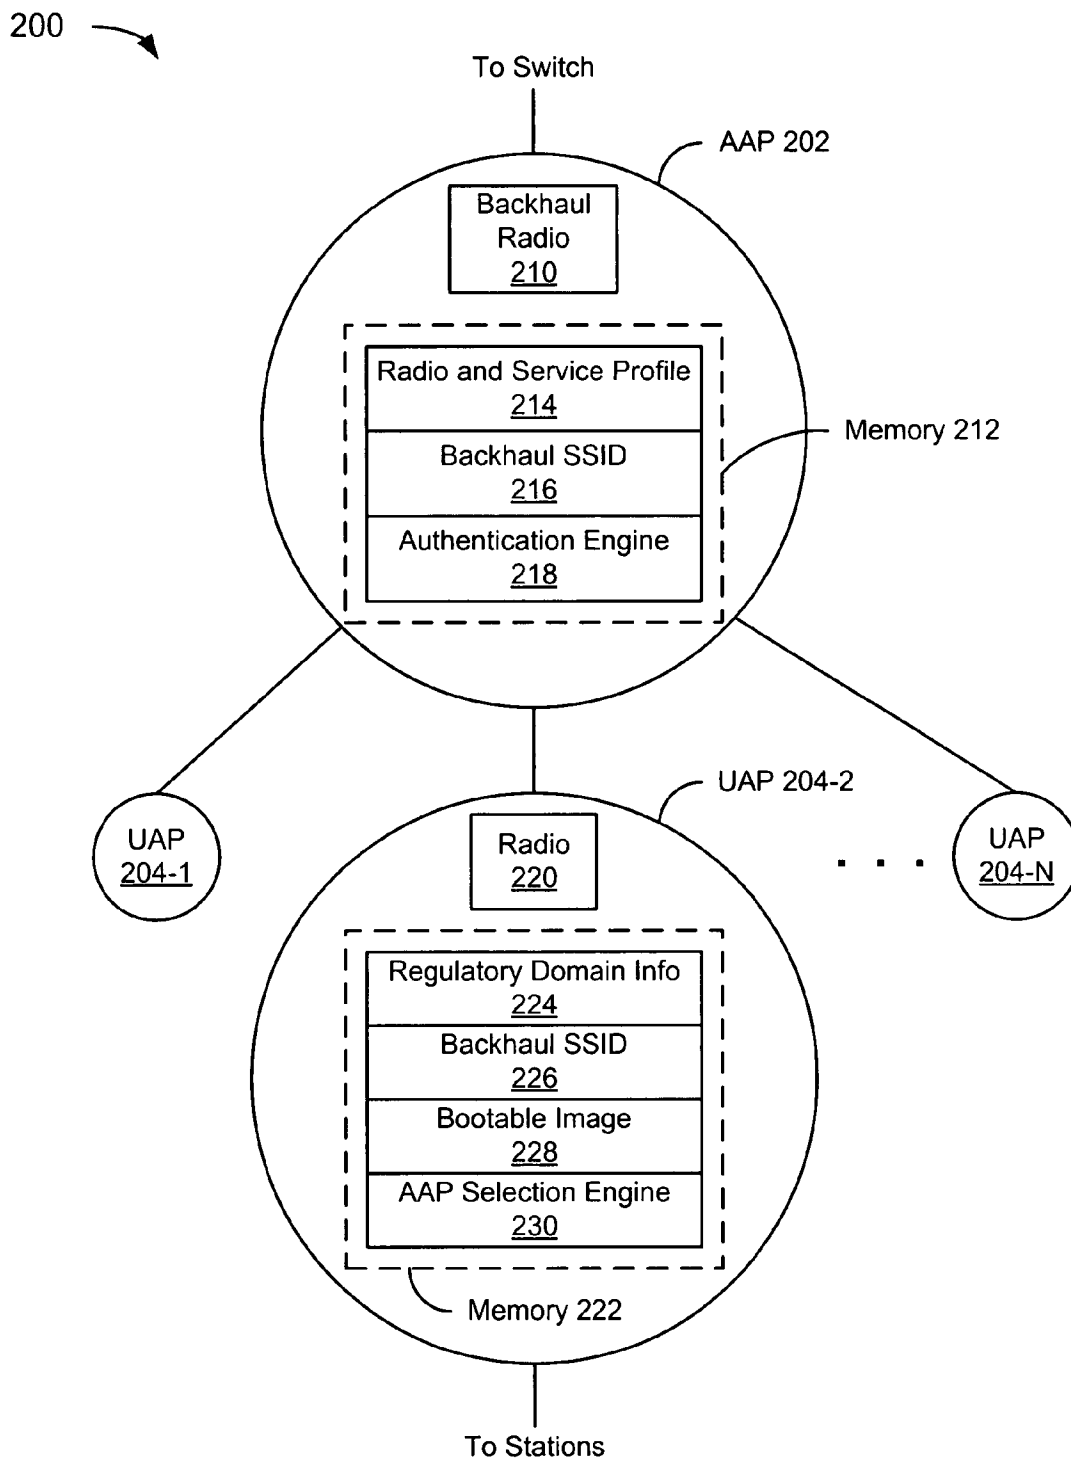 200
To Switch
AAP 202
Backhaul
Radio
210
Radio and Service Profile
214
Memory 212
Backhaul SSID
216
Authentication Engine
218
UAP 204-2
UAP
204-1
Radio
220
. . .
UAP
204-N
Regulatory Domain Info
224
Backhaul SSID
226
Bootable Image
228
AAP Selection Engine
230
Memory 222
To Stations